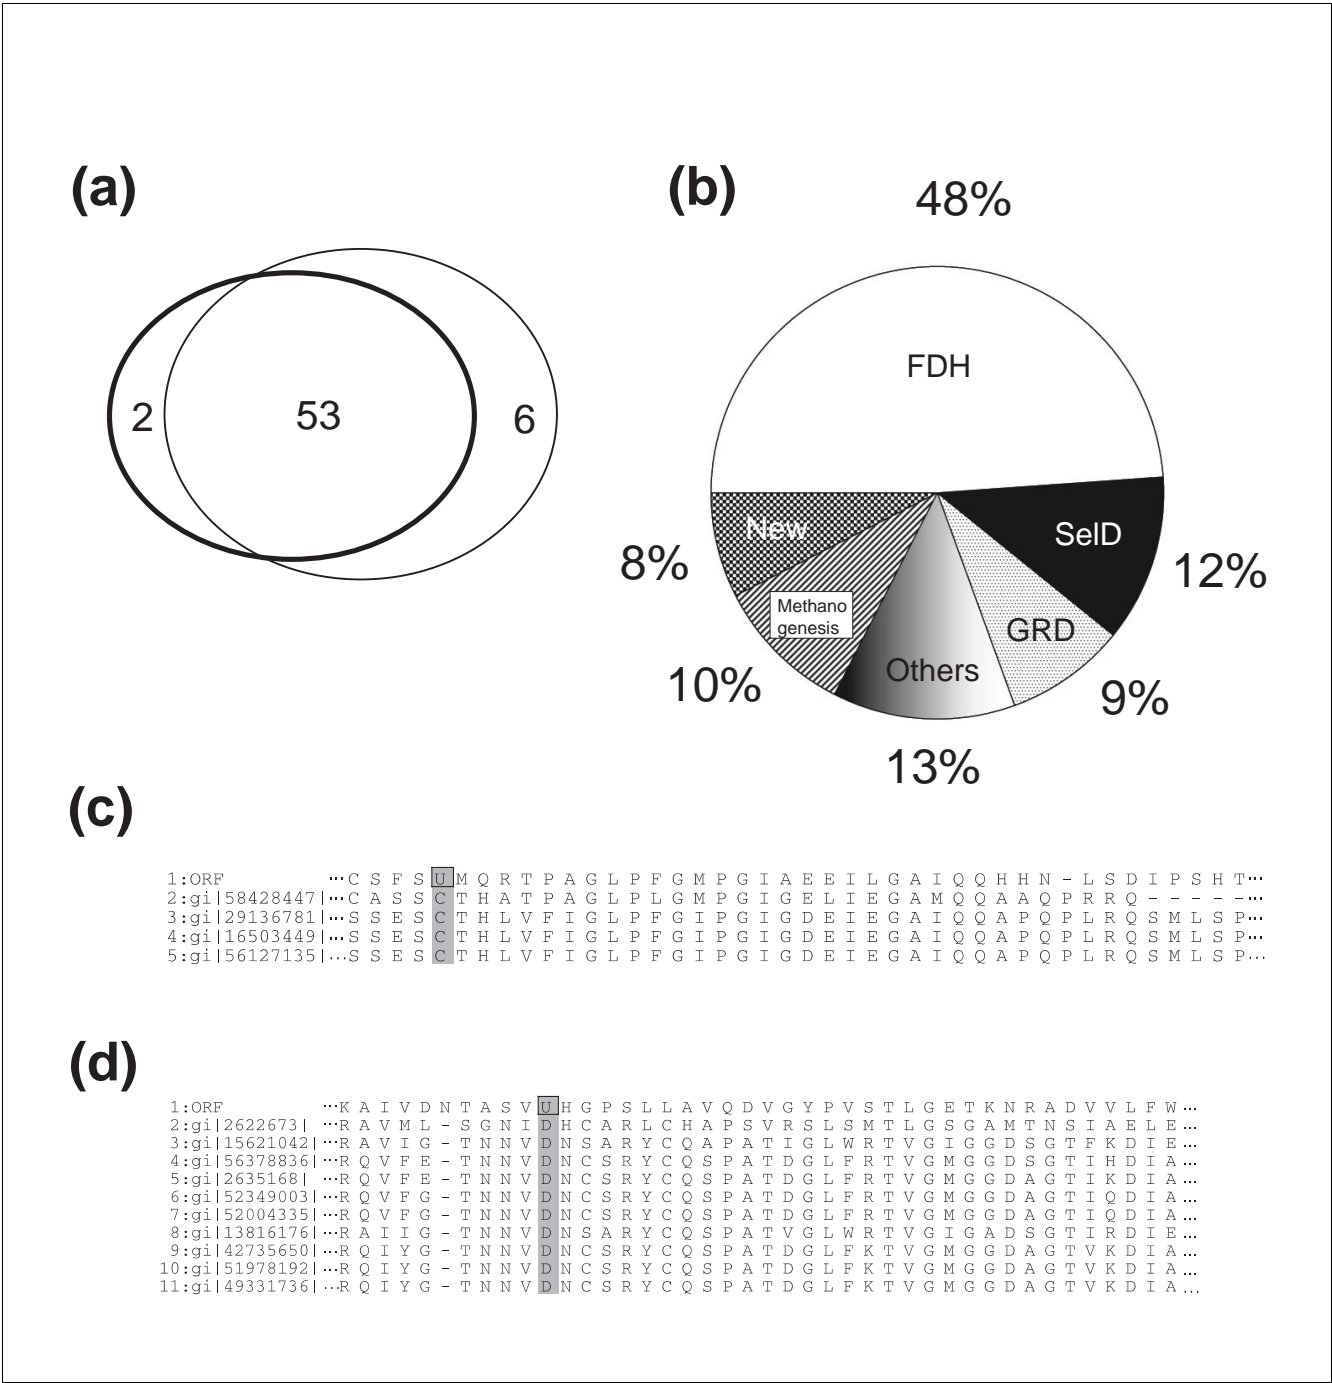 (a)
2
53
6
(b)
48%
FDH
SelD
12%
GRD
9%
Others
13%
Methano
genesis
10%
New
8%
(c)
1:ORF ···C S F S U M Q R T P A G L P F G M P G I A E E I L G A I Q Q H H N - L S D I P S H T···
2:gi|58428447|···C A S S C T H A T P A G L P L G M P G I G E L I E G A M Q Q A A Q P R R Q - - - - - ···
3:gi|29136781|···S S E S C T H L V F I G L P F G I P G I G D E I E G A I Q Q A P Q P L R Q S M L S P···
4:gi|16503449|···S S E S C T H L V F I G L P F G I P G I G D E I E G A I Q Q A P Q P L R Q S M L S P···
5:gi|56127135|...S S E S C T H L V F I G L P F G I P G I G D E I E G A I Q Q A P Q P L R Q S M L S P...
(d)
1:ORF ···K A I V D N T A S V U H G P S L L A V Q D V G Y P V S T L G E T K N R A D V V L F W...
2:gi|2622673| ···R A V M L - S G N I D H C A R L C H A P S V R S L S M T L G S G A M T N S I A E L E...
3:gi|15621042|···R A V I G - T N N V D N S A R Y C Q A P A T I G L W R T V G I G G D S G T F K D I E...
4:gi|56378836|···R Q V F E - T N N V D N C S R Y C Q S P A T D G L F R T V G M G G D S G T I H D I A...
5:gi|2635168| ···R Q V F E - T N N V D N C S R Y C Q S P A T D G L F R T V G M G G D A G T I K D I A...
6:gi|52349003|···R Q V F G - T N N V D N C S R Y C Q S P A T D G L F R T V G M G G D A G T I Q D I A...
7:gi|52004335|···R Q V F G - T N N V D N C S R Y C Q S P A T D G L F R T V G M G G D A G T I Q D I A...
8:gi|13816176|···R A I I G - T N N V D N S A R Y C Q S P A T V G L W R T V G I G A D S G T I R D I E...
9:gi|42735650|···R Q I Y G - T N N V D N C S R Y C Q S P A T D G L F K T V G M G G D A G T V K D I A...
10:gi|51978192|···R Q I Y G - T N N V D N C S R Y C Q S P A T D G L F K T V G M G G D A G T V K D I A...
11:gi|49331736|...R Q I Y G - T N N V D N C S R Y C Q S P A T D G L F K T V G M G G D A G T V K D I A...